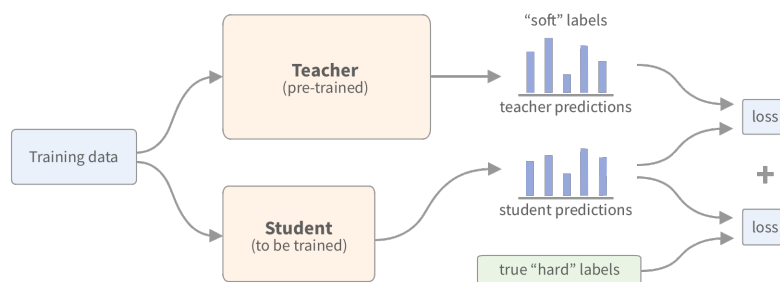 “soft” labels
Teacher
(pre-trained)
teacher predictions
loss
Training data
+
Student
(to be trained)
student predictions
loss
true “hard” labels